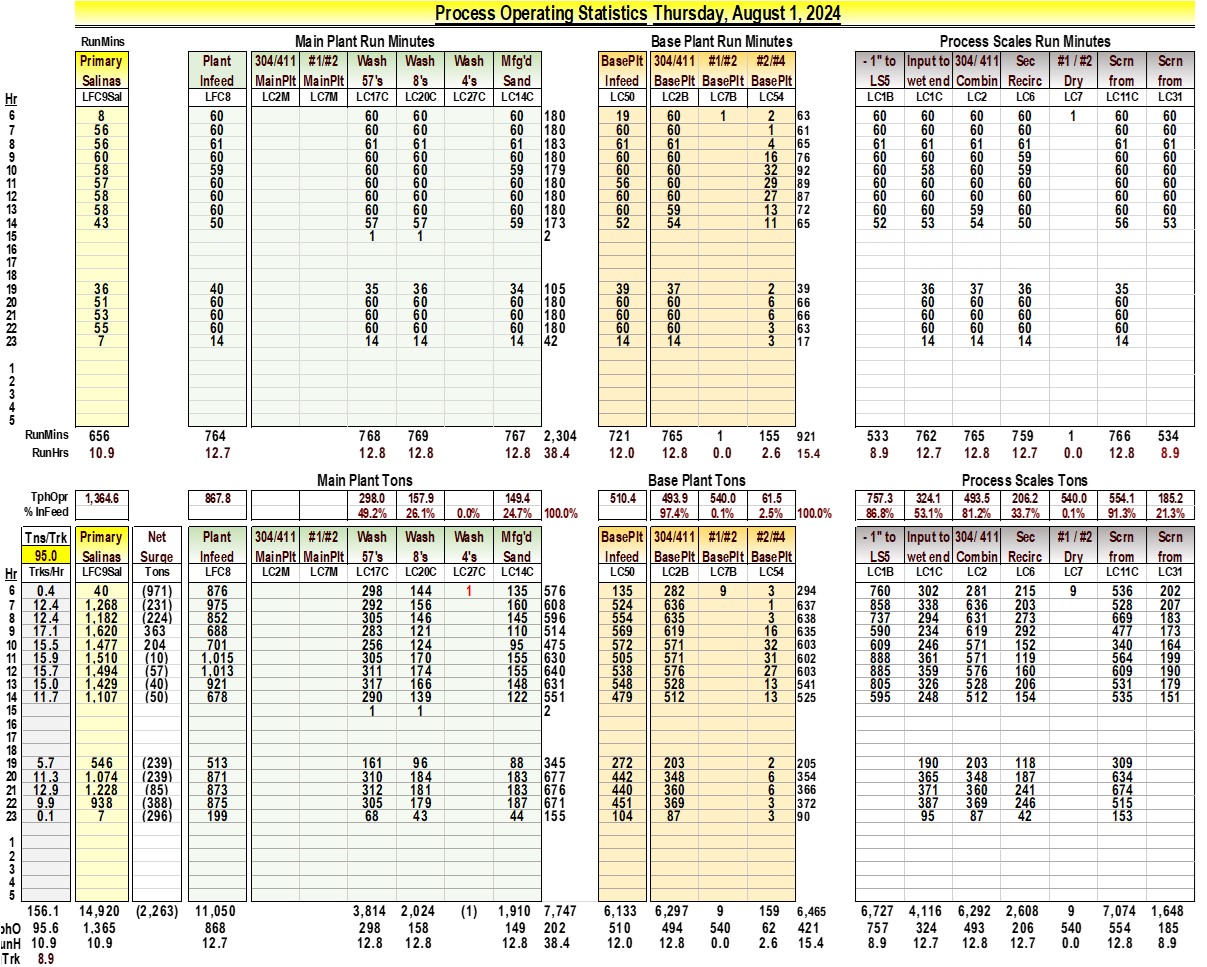 Process Operating Statistics Thursday, August 1, 2024
RunMins Main Plant Run Minutes Base Plant Run Minutes Process Scales Run Minutes
Primary Plant 304/411 #1/#2 Wash Wash Wash Mfg'd BasePlt 304/411 #1/#2 #2/#4 - 1" to Input to 304/ 411 Sec #1 / #2 Scrn Scrn
Salinas Infeed MainPlt MainPlt 57's 8's 4's Sand Infeed BasePlt BasePlt BasePlt LS5 wet end Combin Recirc Dry from from
Hr LFC9Sal LFC8 LC2M LC7M LC17C LC20C LC27C LC14C LC50 LC2B LC7B LC54 LC1B LC1C LC2 LC6 LC7 LC11C LC31
6 8 60 60 60 60 180 19 60 1 2 63 60 60 60 60 1 60 60
7 56 60 60 60 60 180 60 60 1 61 60 60 60 60 60 60
8 56 61 61 61 61 183 61 61 4 65 61 61 61 61 61 61
9 60 60 60 60 60 180 60 60 16 76 60 60 60 59 60 60
10 58 59 60 60 59 179 60 60 32 92 60 58 60 59 60 60
11 57 60 60 60 60 180 56 60 29 89 60 60 60 60 60 60
12 58 60 60 60 60 180 60 60 27 87 60 60 60 60 60 60
13 58 60 60 60 60 180 60 59 13 72 60 60 59 60 60 60
14 43 50 57 57 59 173 52 54 11 65 52 53 54 50 56 53
15 1 1 2
16
17
18
19 36 40 35 36 34 105 39 37 2 39 36 37 36 35
20 51 60 60 60 60 180 60 60 6 66 60 60 60 60
21 53 60 60 60 60 180 60 60 6 66 60 60 60 60
22 55 60 60 60 60 180 60 60 3 63 60 60 60 60
23 7 14 14 14 14 42 14 14 3 17 14 14 14 14
1
2
3
4
5
RunMins 656 764 768 769 767 2,304 721 765 1 155 921 533 762 765 759 1 766 534
RunHrs 10.9 12.7 12.8 12.8 12.8 38.4 12.0 12.8 0.0 2.6 15.4 8.9 12.7 12.8 12.7 0.0 12.8 8.9
Main Plant Tons Base Plant Tons Process Scales Tons
TphOpr 1,364.6 867.8 298.0 157.9 149.4 510.4 493.9 540.0 61.5 757.3 324.1 493.5 206.2 540.0 554.1 185.2
% InFeed 49.2% 26.1% 0.0% 24.7% 100.0% 97.4% 0.1% 2.5% 100.0% 86.8% 53.1% 81.2% 33.7% 0.1% 91.3% 21.3%
Tns/Trk Primary Net Plant 304/411 #1/#2 Wash Wash Wash Mfg'd BasePlt 304/411 #1/#2 #2/#4 - 1" to Input to 304/ 411 Sec #1 / #2 Scrn Scrn
95.0 Salinas Surge Infeed MainPlt MainPlt 57's 8's 4's Sand Infeed BasePlt BasePlt BasePlt LS5 wet end Combin Recirc Dry from from
Hr Trks/Hr LFC9Sal Tons LFC8 LC2M LC7M LC17C LC20C LC27C LC14C LC50 LC2B LC7B LC54 LC1B LC1C LC2 LC6 LC7 LC11C LC31
6 0.4 40 (971) 876 298 144 1 135 576 135 282 9 3 294 760 302 281 215 9 536 202
7 12.4 1,268 (231) 975 292 156 160 608 524 636 1 637 858 338 636 203 528 207
8 12.4 1,182 (224) 852 305 146 145 596 554 635 3 638 737 294 631 273 669 183
9 17.1 1,620 363 688 283 121 110 514 569 619 16 635 590 234 619 292 477 173
10 15.5 1,477 204 701 256 124 95 475 572 571 32 603 609 246 571 152 340 164
11 15.9 1,510 (10) 1,015 305 170 155 630 505 571 31 602 888 361 571 119 564 199
12 15.7 1,494 (57) 1,013 311 174 155 640 538 576 27 603 885 359 576 160 609 190
13 15.0 1,429 (40) 921 317 166 148 631 548 528 13 541 805 326 528 206 531 179
14 11.7 1,107 (50) 678 290 139 122 551 479 512 13 525 595 248 512 154 535 151
15 1 1 2
16
17
18
19 5.7 546 (239) 513 161 96 88 345 272 203 2 205 190 203 118 309
20 11.3 1.074 (239) 871 310 184 183 677 442 348 6 354 365 348 187 634
21 12.9 1.228 (85) 873 312 181 183 676 440 360 6 366 371 360 241 674
22 9.9 938 (388) 875 305 179 187 671 451 369 3 372 387 369 246 515
23 0.1 7 (296) 199 68 43 44 155 104 87 3 90 95 87 42 153
1
2
3
4
5
156.1 14,920 (2,263) 11,050 3,814 2,024 (1) 1,910 7,747 6,133 6,297 9 159 6,465 6,727 4,116 6,292 2,608 9 7,074 1,648
phO 95.6 1,365 868 298 158 149 202 510 494 540 62 421 757 324 493 206 540 554 185
unH 10.9 10.9 12.7 12.8 12.8 12.8 38.4 12.0 12.8 0.0 2.6 15.4 8.9 12.7 12.8 12.7 0.0 12.8 8.9
Trk 8.9